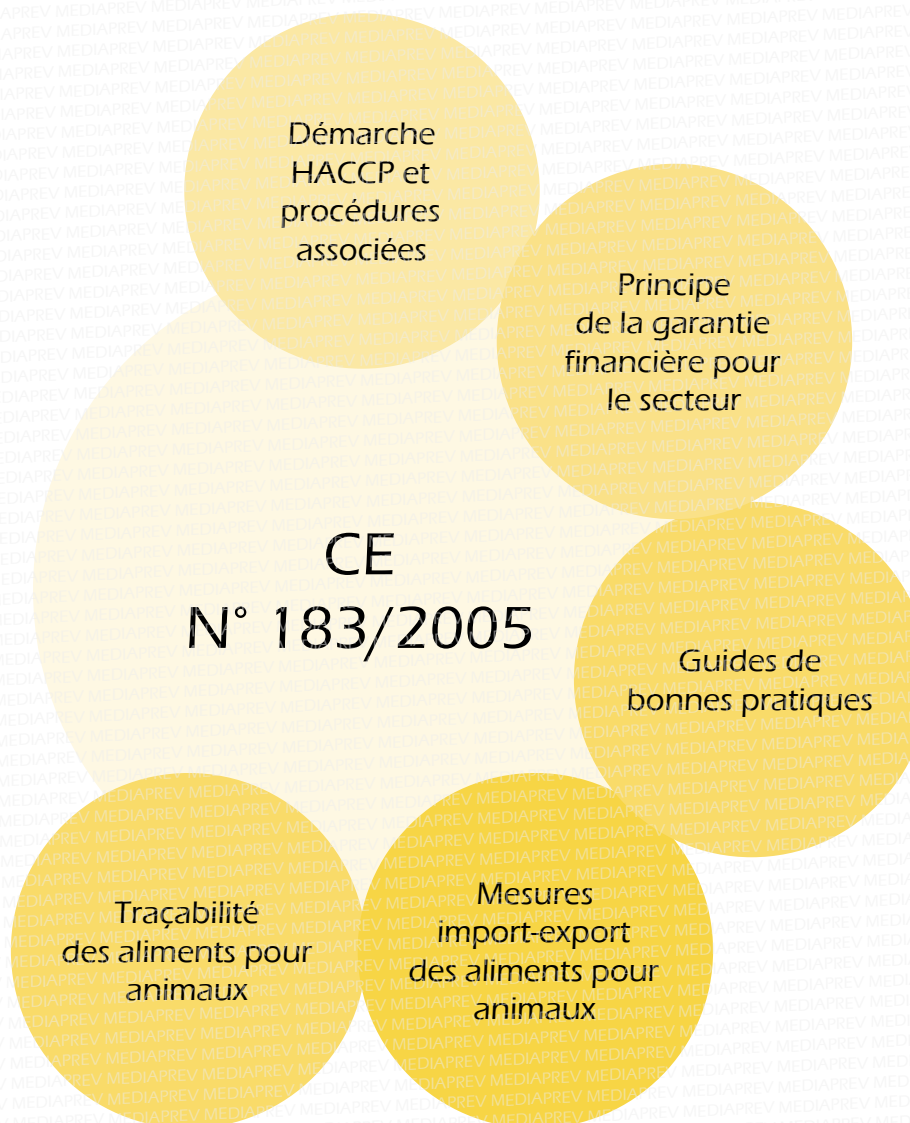 Démarche
HACCP et
procédures
associées
Principe
de la garantie
financière pour
le secteur
CE
N° 183/2005
Guides de
bonnes pratiques
Mesures
import-export
des aliments pour
animaux
Traçabilité
des aliments pour
animaux
MEDIAPREV